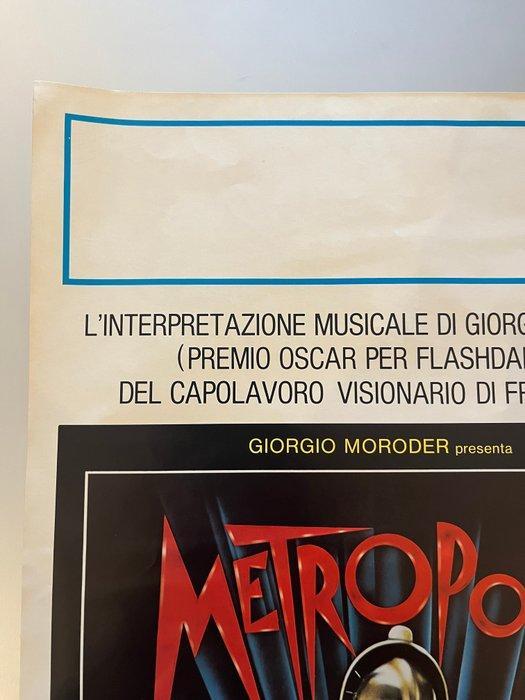 L'INTERPRETAZIONE MUSICALE DI GIORG
(PREMIO OSCAR PER FLASHDA
DEL CAPOLAVORO VISIONARIO DI FR
GIORGIO MORODER presenta
METROPO